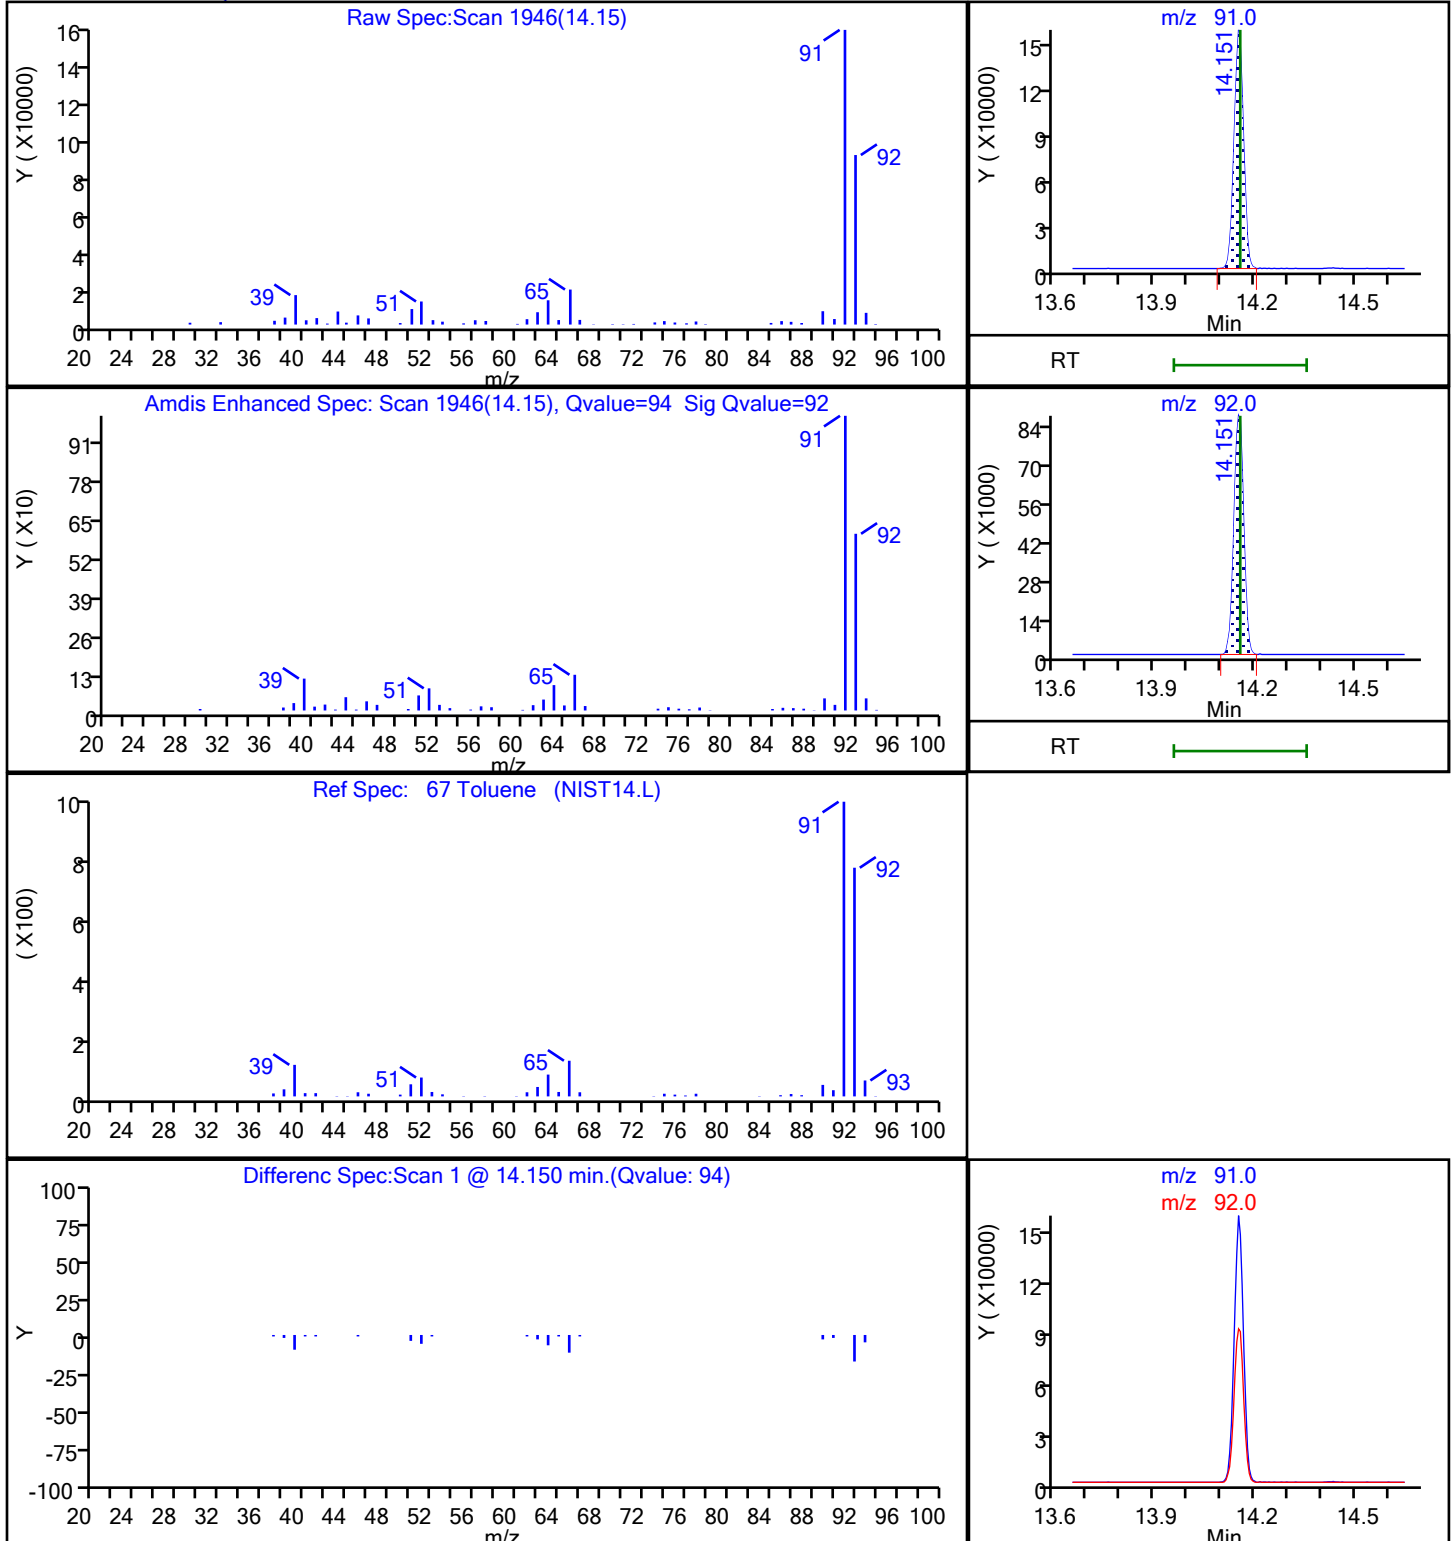 Raw Spec:Scan 1946(14.15)
Y ( X10000)
16
14
12
10
8
6
4
2
0
91
92
39
51
65
20 24 28 32 36 40 44 48 52 56 60 64 68 72 76 80 84 88 92 96 100
m/z
m/z 91.0
Y ( X10000)
15
12
9
6
3
0
14.151
13.6 13.9 14.2 14.5
Min
RT
Amdis Enhanced Spec: Scan 1946(14.15), Qvalue=94 Sig Qvalue=92
Y ( X10)
91
78
65
52
39
26
13
0
91
92
39
51
65
20 24 28 32 36 40 44 48 52 56 60 64 68 72 76 80 84 88 92 96 100
m/z
m/z 92.0
Y ( X1000)
84
70
56
42
28
14
0
14.151
13.6 13.9 14.2 14.5
Min
RT
Ref Spec: 67 Toluene (NIST14.L)
( X100)
10
8
6
4
2
0
91
92
39
51
65
93
20 24 28 32 36 40 44 48 52 56 60 64 68 72 76 80 84 88 92 96 100
Differenc Spec:Scan 1 @ 14.150 min.(Qvalue: 94)
Y
100
75
50
25
0
-25
-50
-75
-100
20 24 28 32 36 40 44 48 52 56 60 64 68 72 76 80 84 88 92 96 100
m/z
m/z 91.0
m/z 92.0
Y ( X10000)
15
12
9
6
3
0
13.6 13.9 14.2 14.5
Min